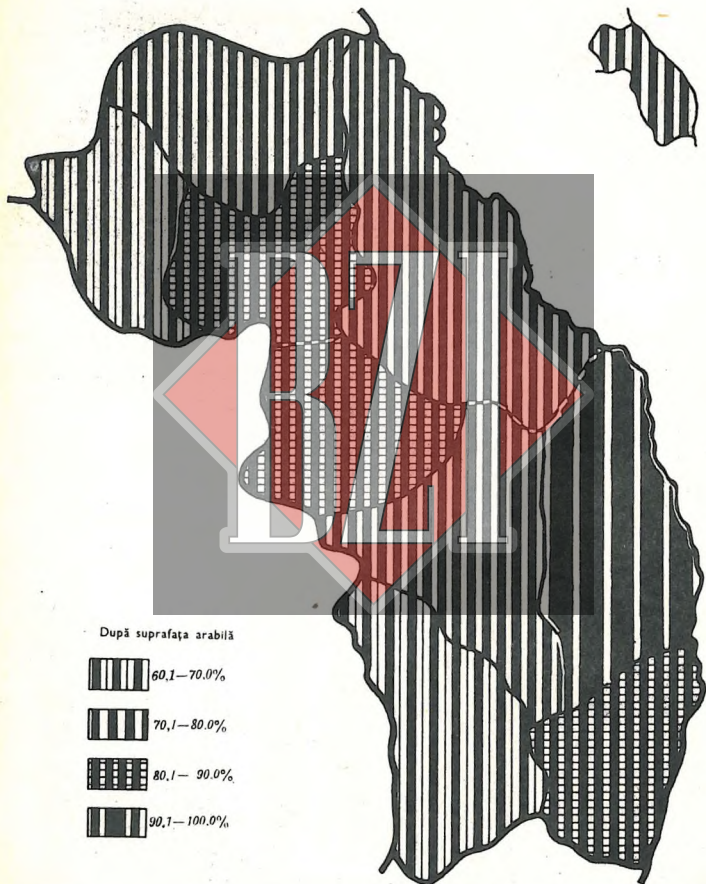 BZI
După suprafața arabilă
60,1—70.0%
70,1—80.0%
80.1— 90.0%
90.1—100.0%